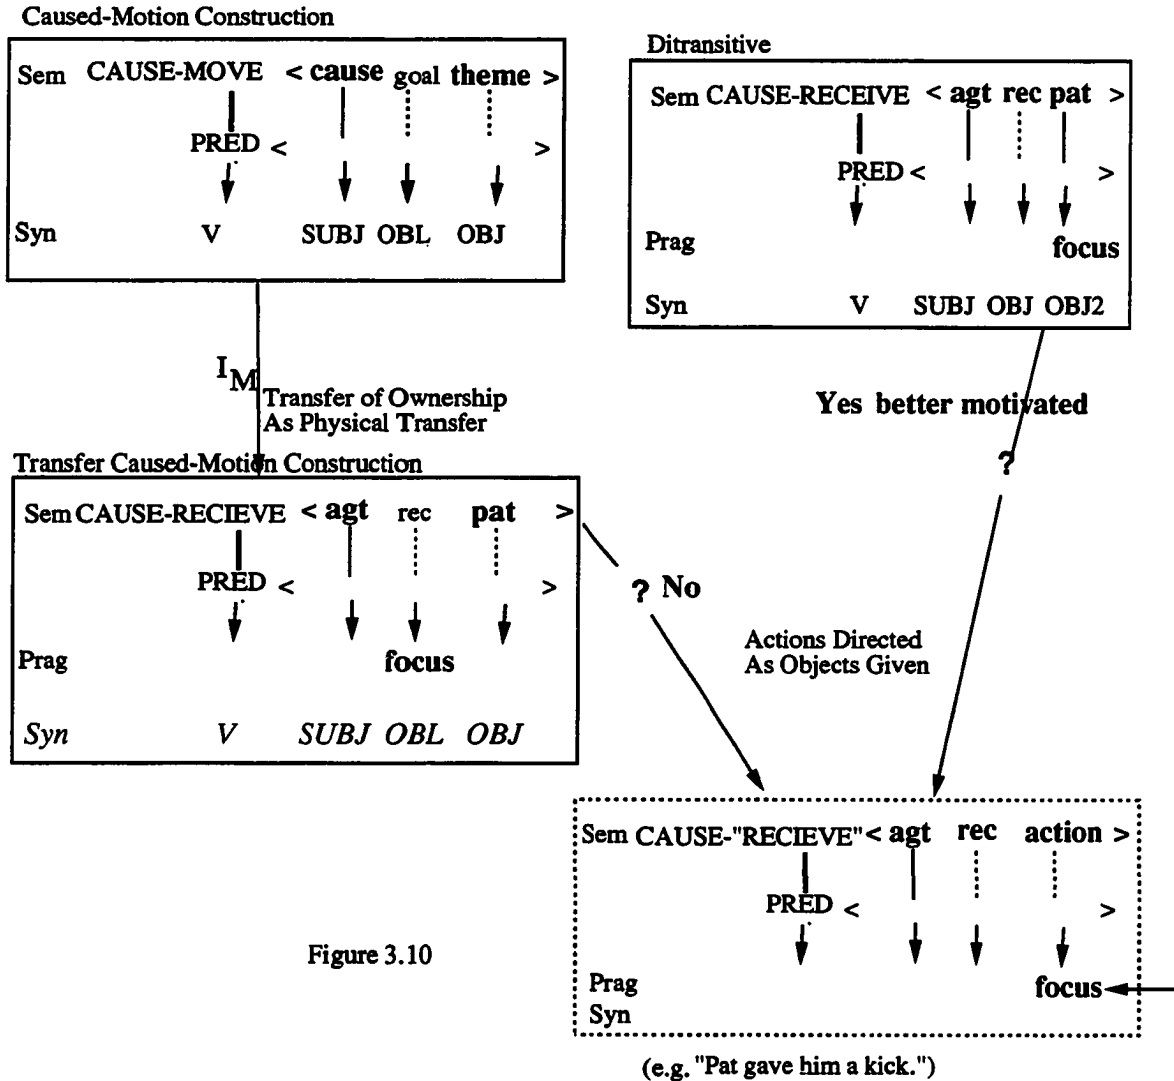 Caused-Motion Construction
Sem CAUSE-MOVE < cause goal theme >
PRED < >
Syn V SUBJ OBL OBJ
Ditransitive
Sem CAUSE-RECEIVE < agt rec pat >
PRED < >
Prag focus
Syn V SUBJ OBJ OBJ2
IM
Transfer of Ownership
As Physical Transfer
Yes better motivated
?
Transfer Caused-Motion Construction
Sem CAUSE-RECIEVE < agt rec pat >
PRED < >
Prag focus
Syn V SUBJ OBL OBJ
? No
Actions Directed
As Objects Given
Sem CAUSE-"RECIEVE" < agt rec action >
PRED < >
Prag focus
Syn
Figure 3.10
(e.g. "Pat gave him a kick.")